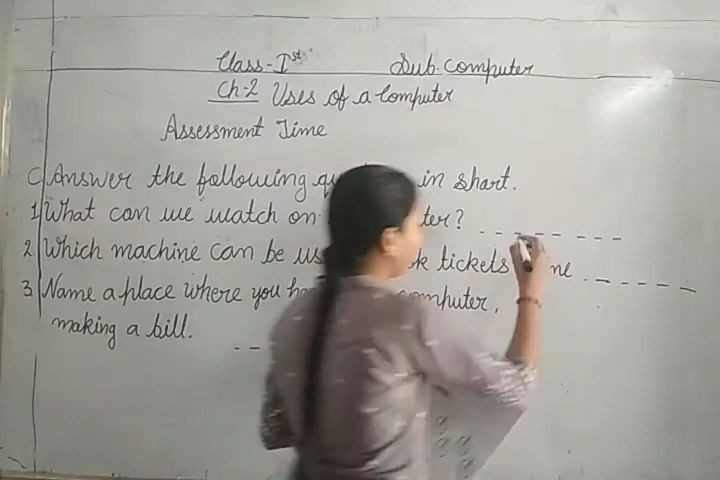 Class-Ist Sub. Computer
Ch-2 Uses of a Computer
Assessment Time
C Answer the following in short.
1 What can we watch on ter? - - - - - - -
2 Which machine can be us k tickets ne - - - - - -
3 Name a place where you ha omputer,
making a bill. - -